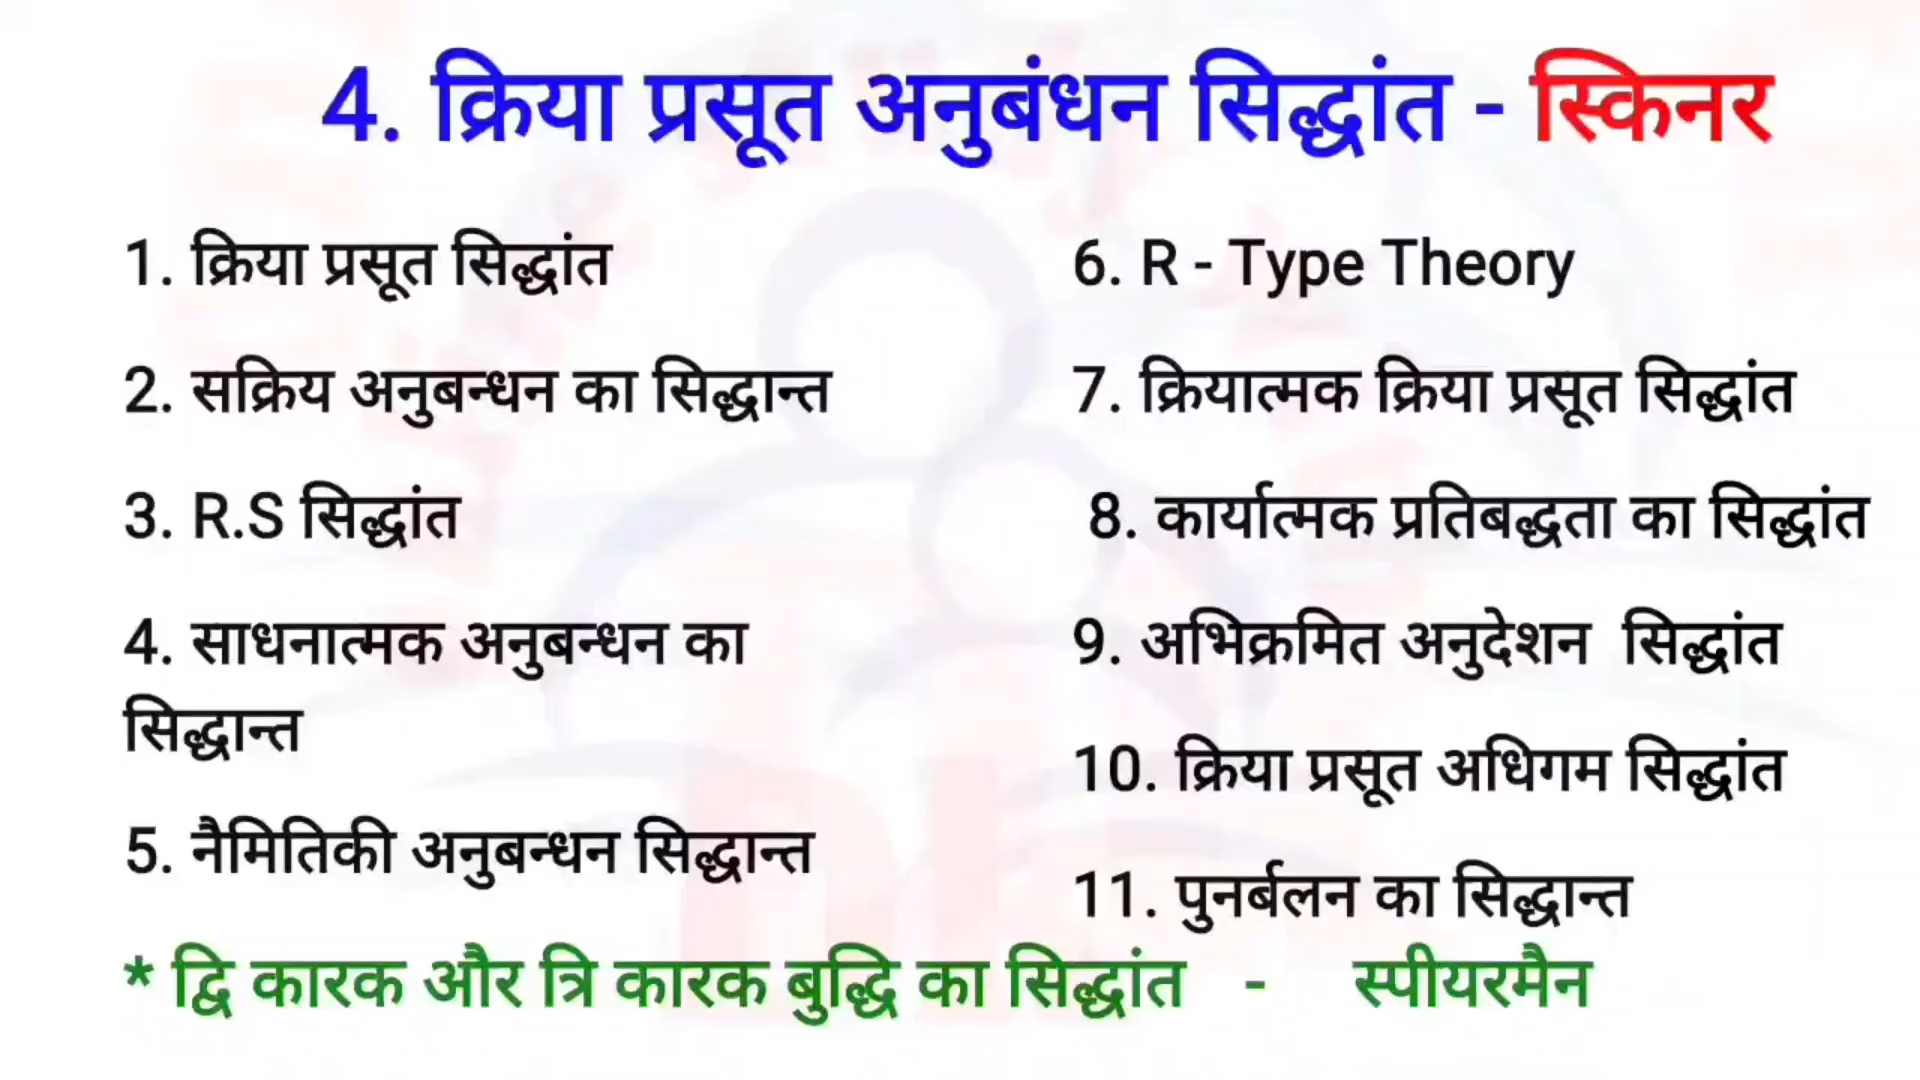 4. क्रिया प्रसूत अनुबंधन सिद्धांत - स्किनर
1. क्रिया प्रसूत सिद्धांत
2. सक्रिय अनुबन्धन का सिद्धान्त
3. R.S सिद्धांत
4. साधनात्मक अनुबन्धन का
सिद्धान्त
5. नैमितिकी अनुबन्धन सिद्धान्त
6. R - Type Theory
7. क्रियात्मक क्रिया प्रसूत सिद्धांत
8. कार्यात्मक प्रतिबद्धता का सिद्धांत
9. अभिक्रमित अनुदेशन सिद्धांत
10. क्रिया प्रसूत अधिगम सिद्धांत
11. पुनर्बलन का सिद्धान्त
* द्वि कारक और त्रि कारक बुद्धि का सिद्धांत - स्पीयरमैन